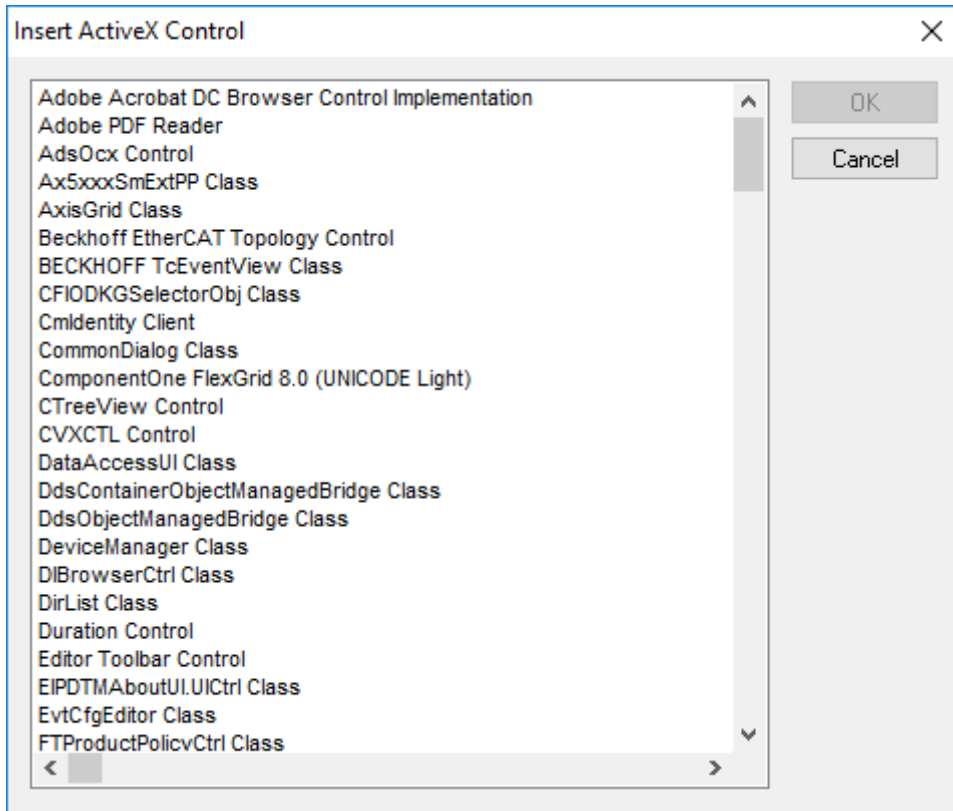 Insert ActiveX Control
Adobe Acrobat DC Browser Control Implementation
Adobe PDF Reader
AdsOcx Control
Ax5xxxSmExtPP Class
AxisGrid Class
Beckhoff EtherCAT Topology Control
BECKHOFF TcEventView Class
CFIODKGSelectorObj Class
CmIdentity Client
CommonDialog Class
ComponentOne FlexGrid 8.0 (UNICODE Light)
CTreeView Control
CVXCTL Control
DataAccessUI Class
DdsContainerObjectManagedBridge Class
DdsObjectManagedBridge Class
DeviceManager Class
DIBrowserCtrl Class
DirList Class
Duration Control
Editor Toolbar Control
EIPDTMAboutUI.UICtrl Class
EvtCfgEditor Class
FTProductPolicyCtrl Class
OK
Cancel